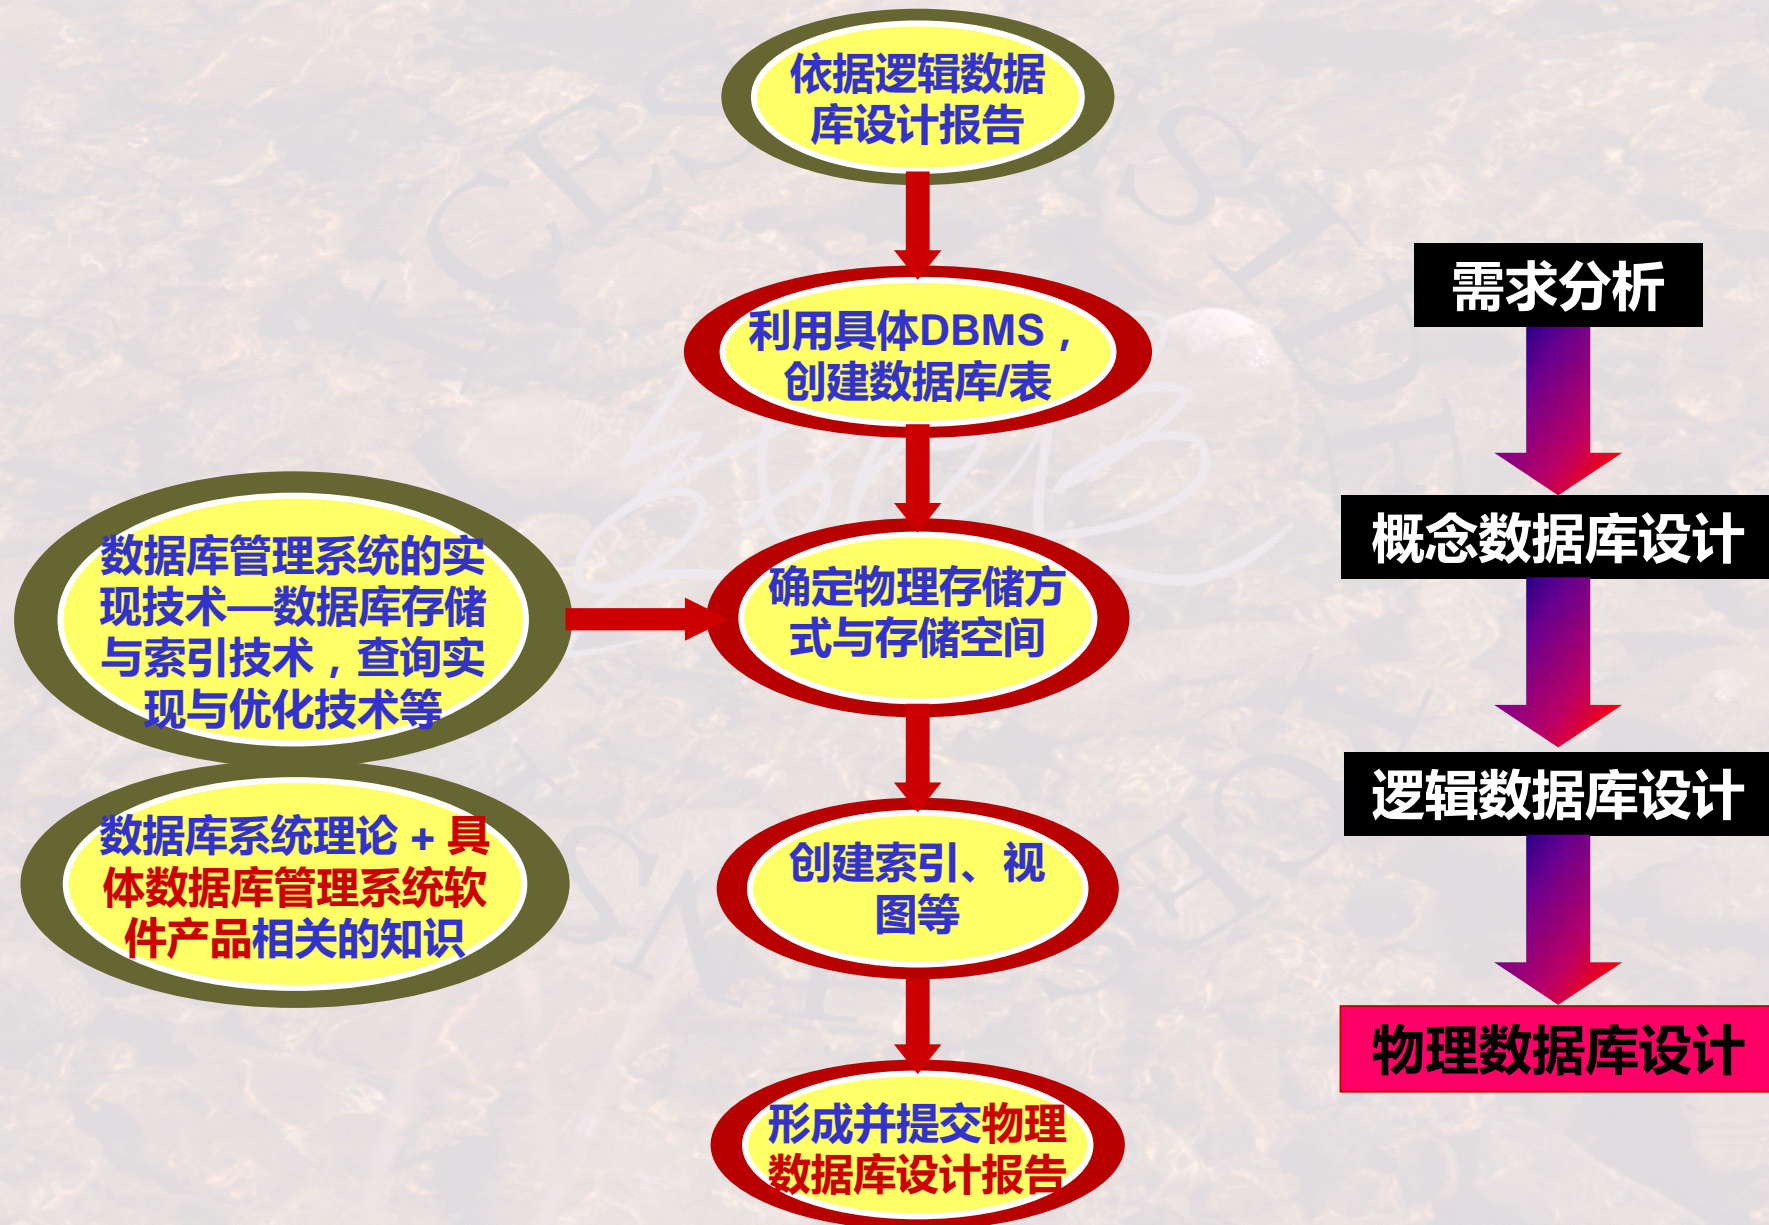 依据逻辑数据
库设计报告
利用具体DBMS，
创建数据库/表
数据库管理系统的实
现技术—数据库存储
与索引技术，查询实
现与优化技术等
确定物理存储方
式与存储空间
数据库系统理论 + 具
体数据库管理系统软
件产品相关的知识
创建索引、视
图等
形成并提交物理
数据库设计报告
需求分析
概念数据库设计
逻辑数据库设计
物理数据库设计